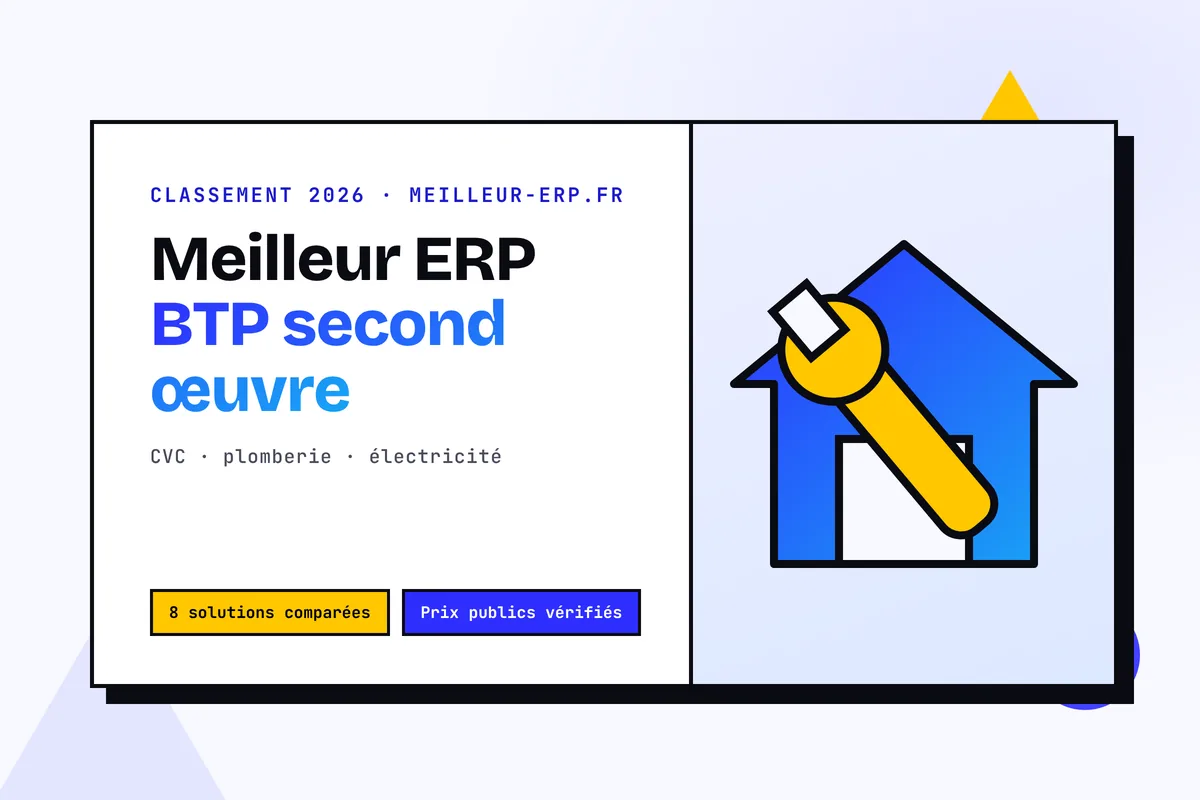 CLASSEMENT 2026 · MEILLEUR-ERP.FR
Meilleur ERP
BTP second
œuvre
CVC · plomberie · électricité
8 solutions comparées
Prix publics vérifiés